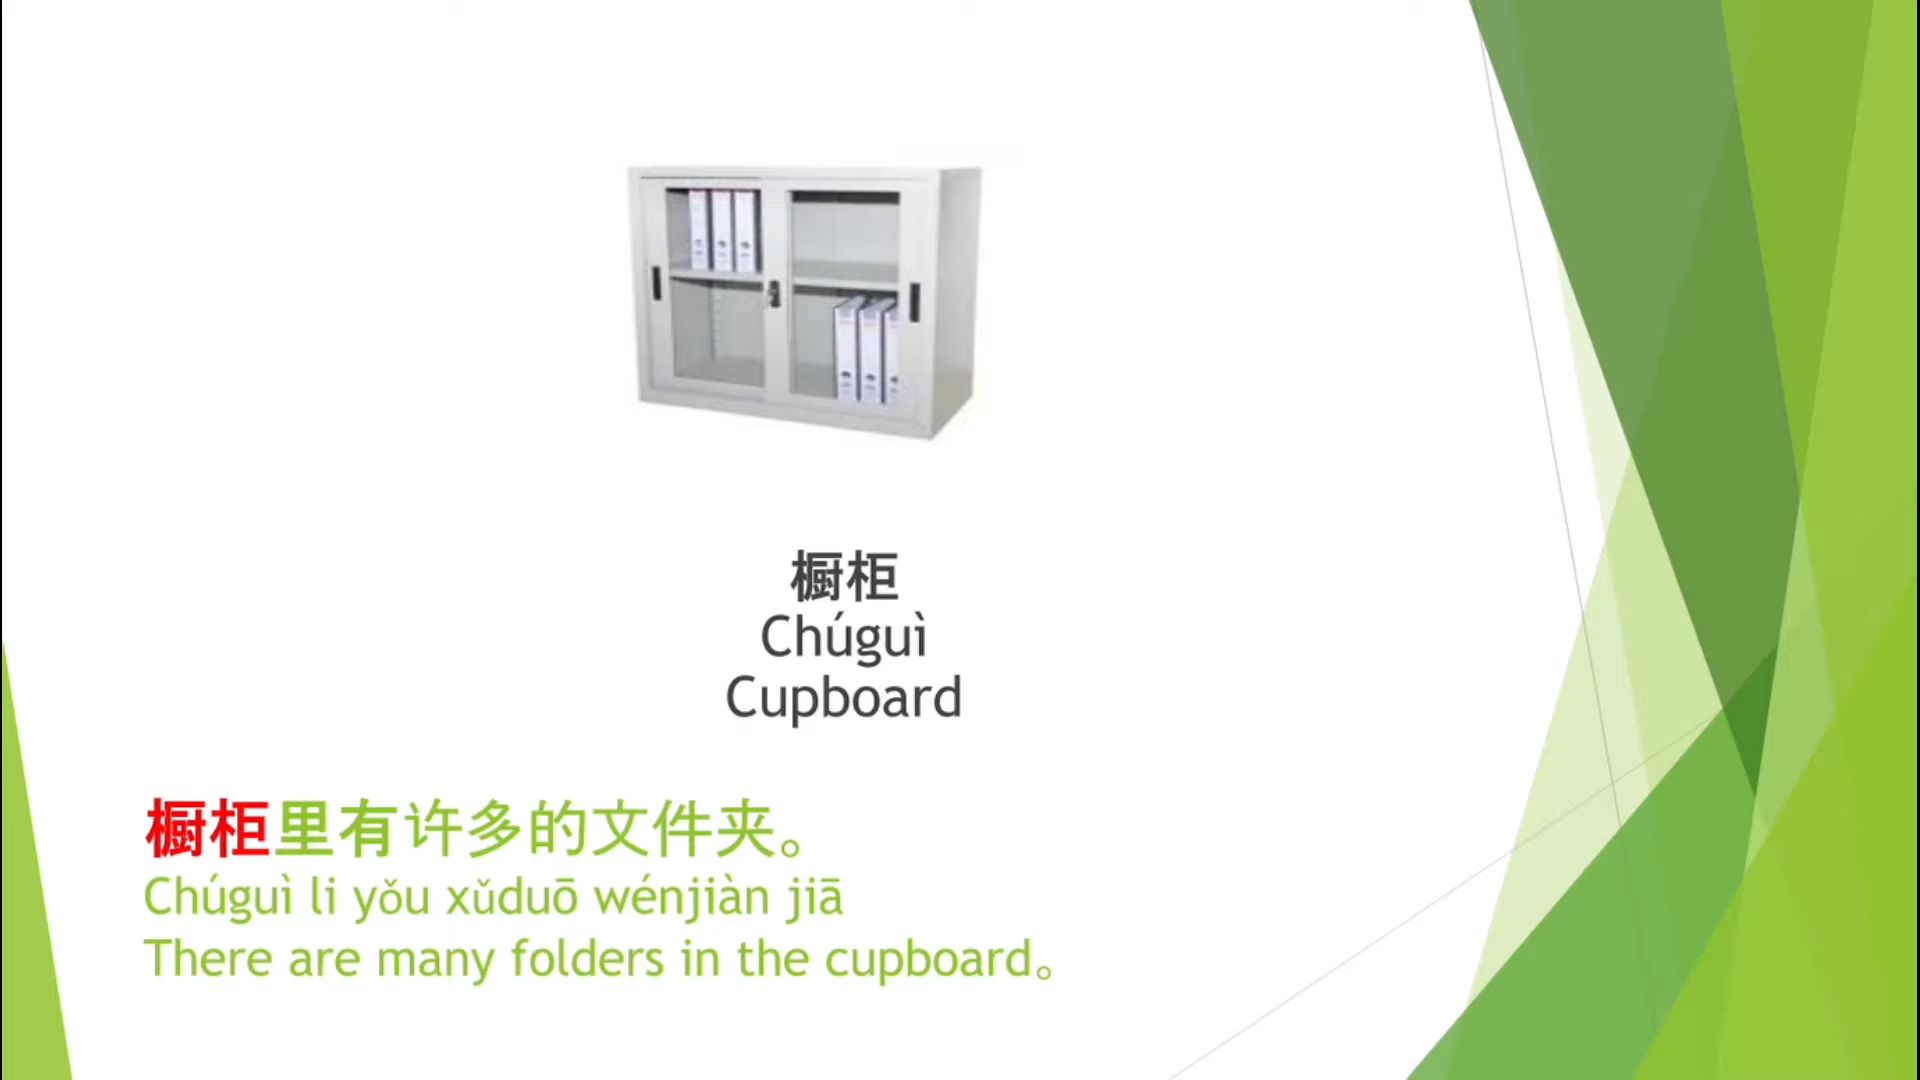 橱柜
Chúguì
Cupboard
橱柜里有许多的文件夹。
Chúguì li yǒu xǔduō wénjiàn jiā
There are many folders in the cupboard。